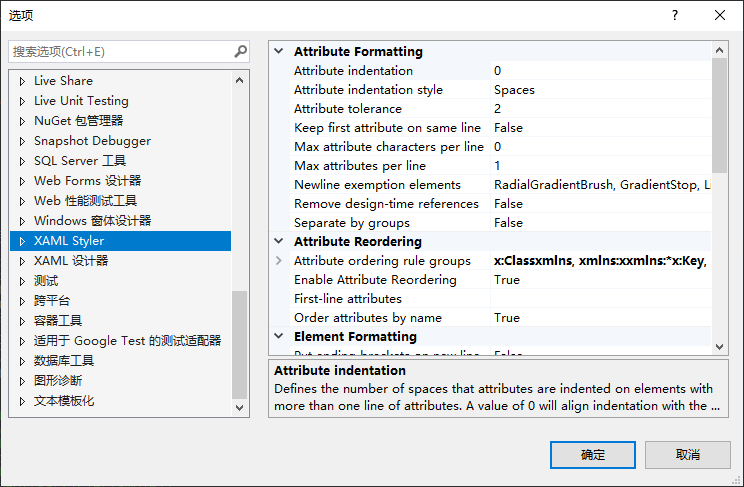 选项
搜索选项(Ctrl+E)
Live Share
Live Unit Testing
NuGet 包管理器
Snapshot Debugger
SQL Server 工具
Web Forms 设计器
Web 性能测试工具
Windows 窗体设计器
XAML Styler
XAML 设计器
测试
跨平台
容器工具
适用于 Google Test 的测试适配器
数据库工具
图形诊断
文本模板化
Attribute Formatting
Attribute indentation 0
Attribute indentation style Spaces
Attribute tolerance 2
Keep first attribute on same line False
Max attribute characters per line 0
Max attributes per line 1
Newline exemption elements RadialGradientBrush, GradientStop, Li
Remove design-time references False
Separate by groups False
Attribute Reordering
Attribute ordering rule groups x:Classxmlns, xmlns:xxmlns:*x:Key,
Enable Attribute Reordering True
First-line attributes
Order attributes by name True
Element Formatting
Put ending brackets on new line False
Attribute indentation
Defines the number of spaces that attributes are indented on elements with
more than one line of attributes. A value of 0 will align indentation with the ...
确定
取消